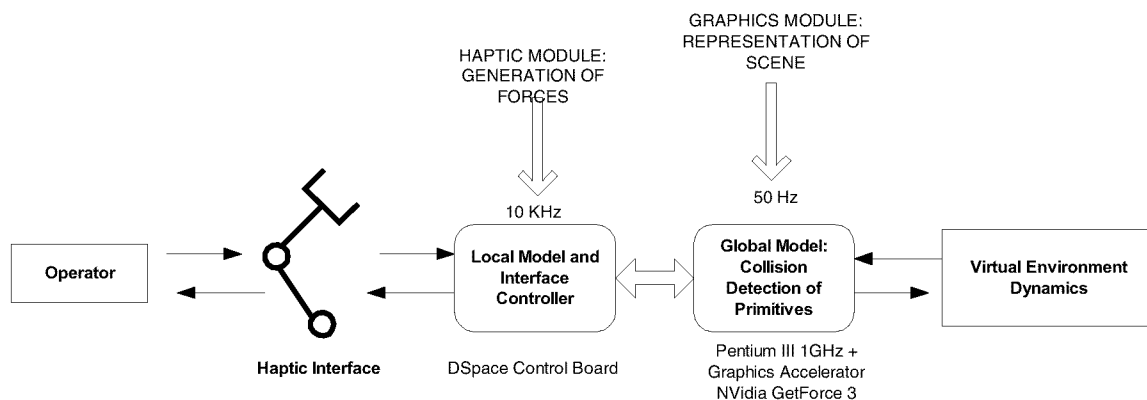 GRAPHICS MODULE:
REPRESENTATION OF
SCENE
HAPTIC MODULE:
GENERATION OF
FORCES
10 KHz
50 Hz
Operator
Haptic Interface
Local Model and
Interface
Controller
DSpace Control Board
Global Model:
Collision
Detection of
Primitives
Pentium III 1GHz +
Graphics Accelerator
NVidia GetForce 3
Virtual Environment
Dynamics